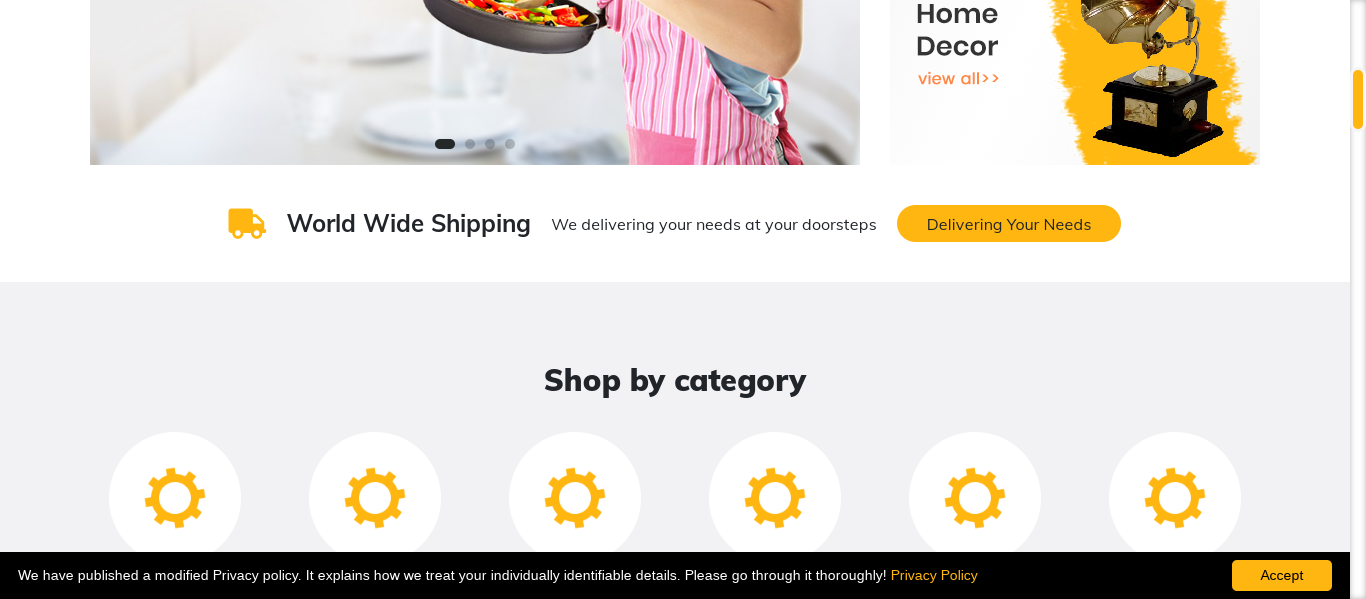 Home
Decor
view all>>
World Wide Shipping
We delivering your needs at your doorsteps
Delivering Your Needs
Shop by category
We have published a modified Privacy policy. It explains how we treat your individually identifiable details. Please go through it thoroughly! Privacy Policy
Accept